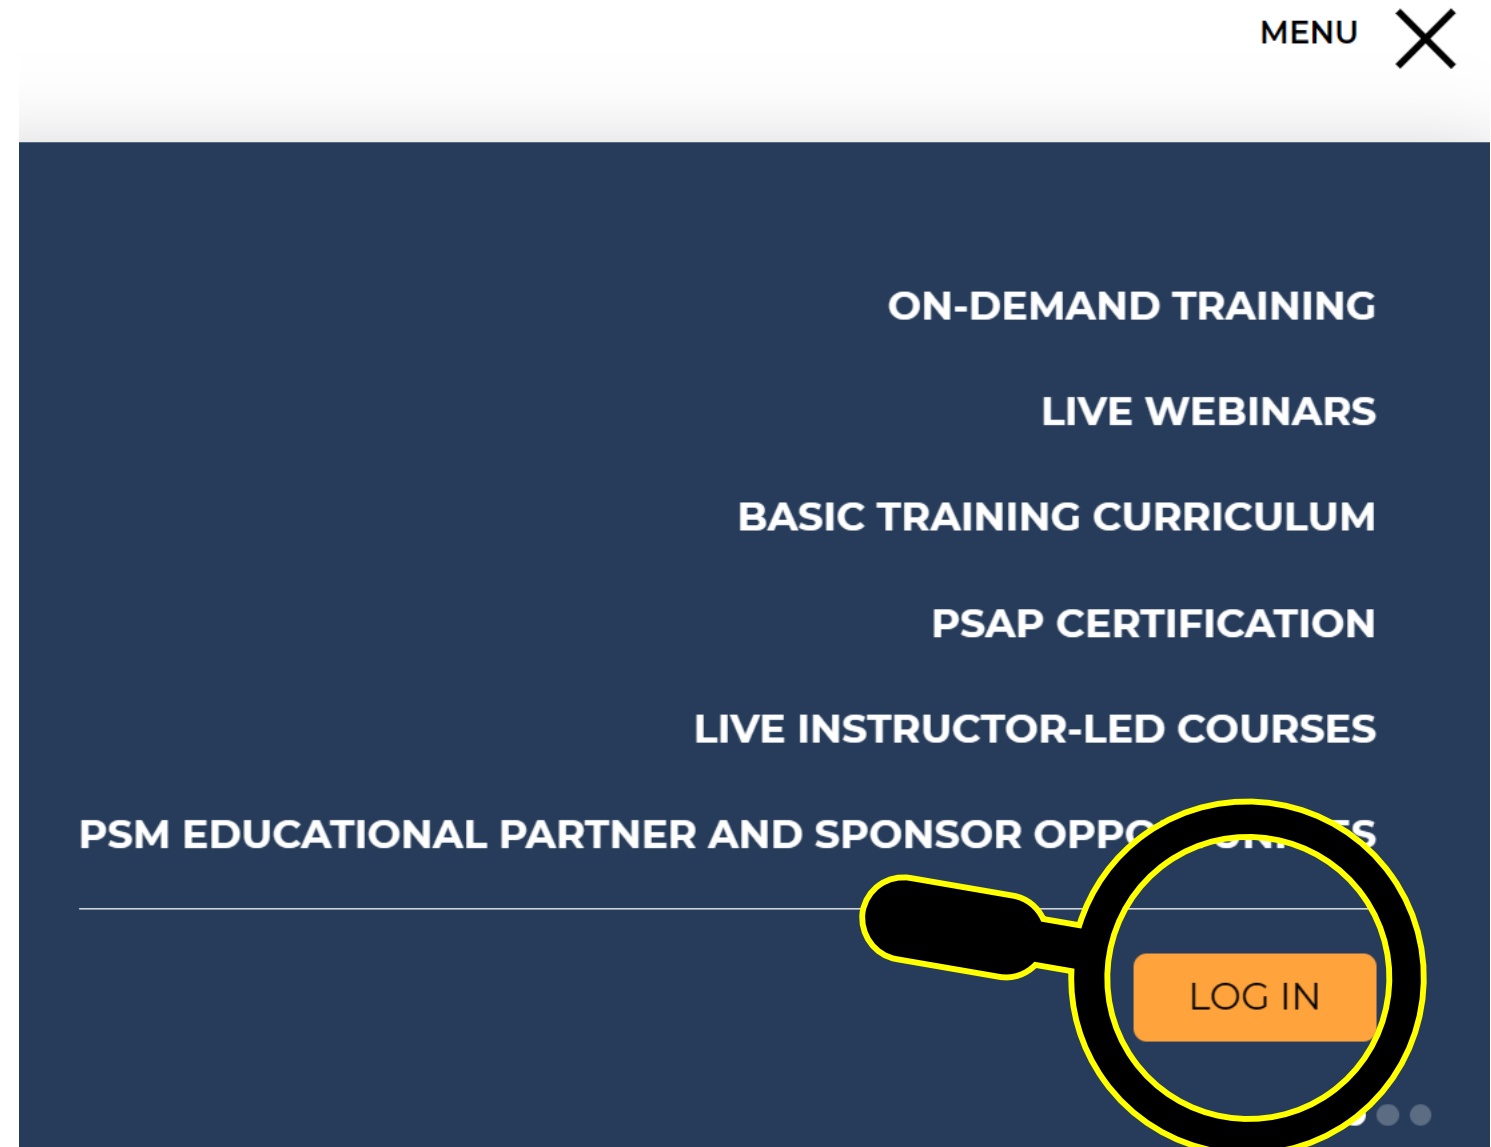 MENU
ON-DEMAND TRAINING
LIVE WEBINARS
BASIC TRAINING CURRICULUM
PSAP CERTIFICATION
LIVE INSTRUCTOR-LED COURSES
PSM EDUCATIONAL PARTNER AND SPONSOR OPPORTUNITIES
LOG IN